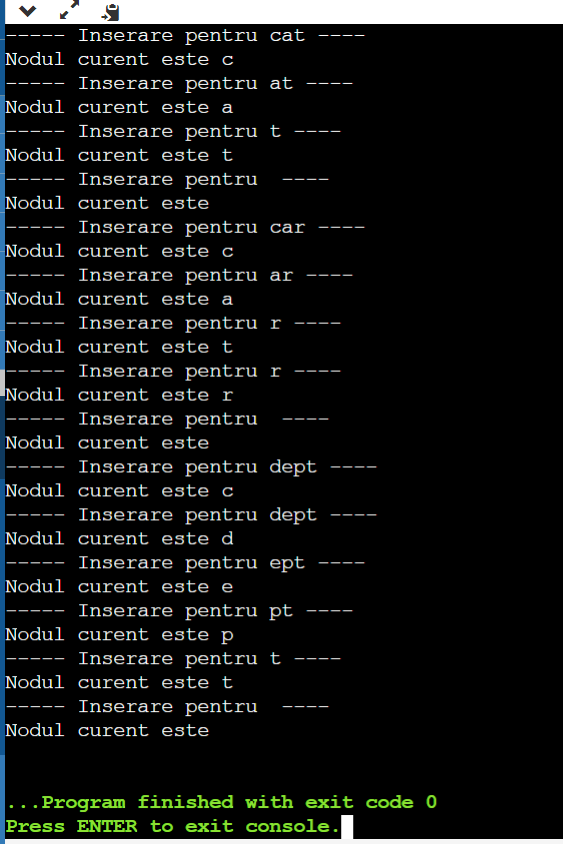 ----- Inserare pentru cat ----
Nodul curent este c
----- Inserare pentru at ----
Nodul curent este a
----- Inserare pentru t ----
Nodul curent este t
----- Inserare pentru  ----
Nodul curent este
----- Inserare pentru car ----
Nodul curent este c
----- Inserare pentru ar ----
Nodul curent este a
----- Inserare pentru r ----
Nodul curent este t
----- Inserare pentru r ----
Nodul curent este r
----- Inserare pentru  ----
Nodul curent este
----- Inserare pentru dept ----
Nodul curent este c
----- Inserare pentru dept ----
Nodul curent este d
----- Inserare pentru ept ----
Nodul curent este e
----- Inserare pentru pt ----
Nodul curent este p
----- Inserare pentru t ----
Nodul curent este t
----- Inserare pentru  ----
Nodul curent este
...Program finished with exit code 0
Press ENTER to exit console.